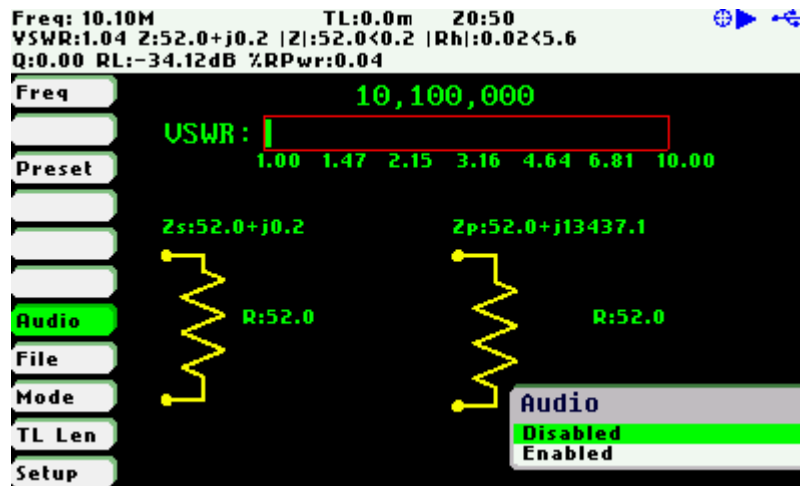 Freq: 10.10M TL:0.0m 20:50
VSWR:1.04 Z:52.0+j0.2 |Z|:52.0<0.2 |Rh|:0.02<5.6
Q:0.00 RL:-34.12dB %RPwr:0.04
Freq
10,100,000
VSWR:
1.00 1.47 2.15 3.16 4.64 6.81 10.00
Preset
Zs:52.0+j0.2 Zp:52.0+j13437.1
Audio
R:52.0 R:52.0
File
Mode
TL Len
Setup
Audio
Disabled
Enabled